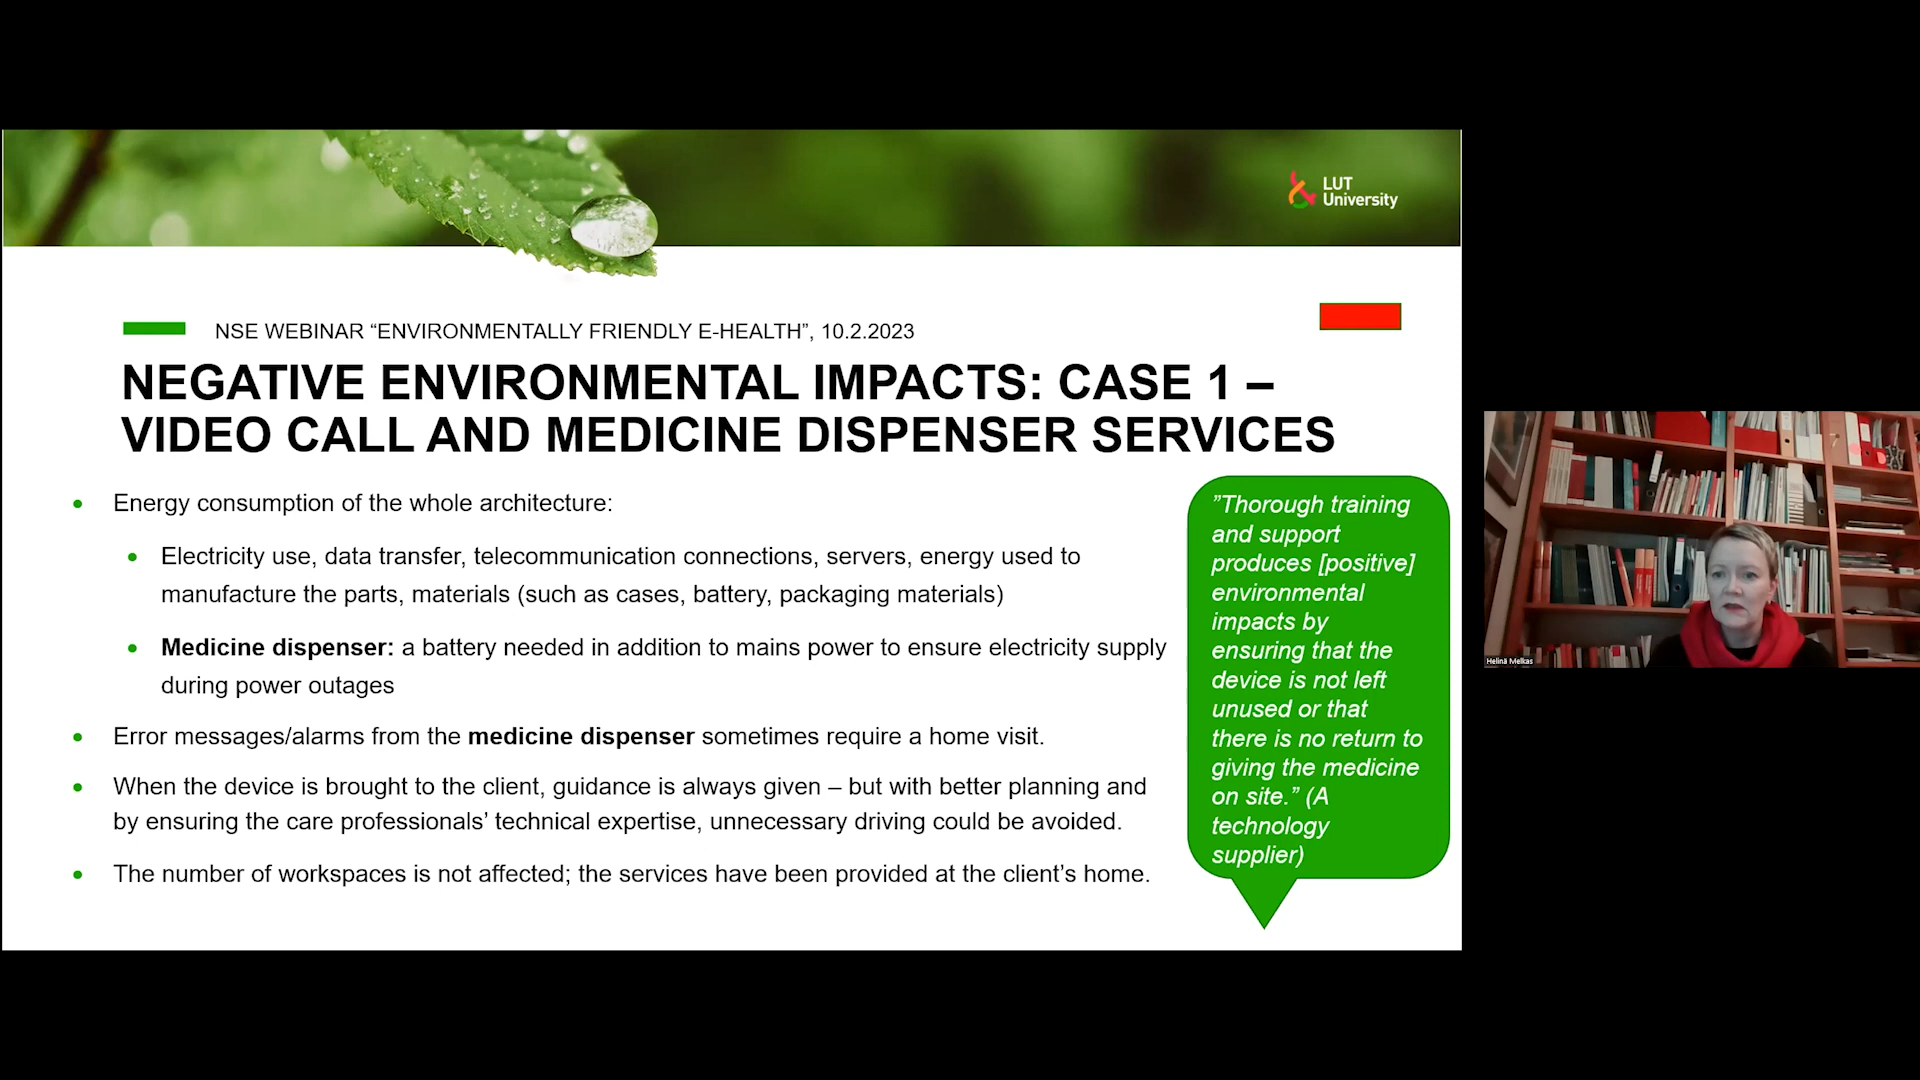 LUT
University
NSE WEBINAR “ENVIRONMENTALLY FRIENDLY E-HEALTH”, 10.2.2023
NEGATIVE ENVIRONMENTAL IMPACTS: CASE 1 –
VIDEO CALL AND MEDICINE DISPENSER SERVICES
Energy consumption of the whole architecture:
Electricity use, data transfer, telecommunication connections, servers, energy used to
manufacture the parts, materials (such as cases, battery, packaging materials)
Medicine dispenser: a battery needed in addition to mains power to ensure electricity supply
during power outages
Error messages/alarms from the medicine dispenser sometimes require a home visit.
When the device is brought to the client, guidance is always given – but with better planning and
by ensuring the care professionals’ technical expertise, unnecessary driving could be avoided.
The number of workspaces is not affected; the services have been provided at the client’s home.
”Thorough training
and support
produces [positive]
environmental
impacts by
ensuring that the
device is not left
unused or that
there is no return to
giving the medicine
on site.” (A
technology
supplier)
Helinä Melkas